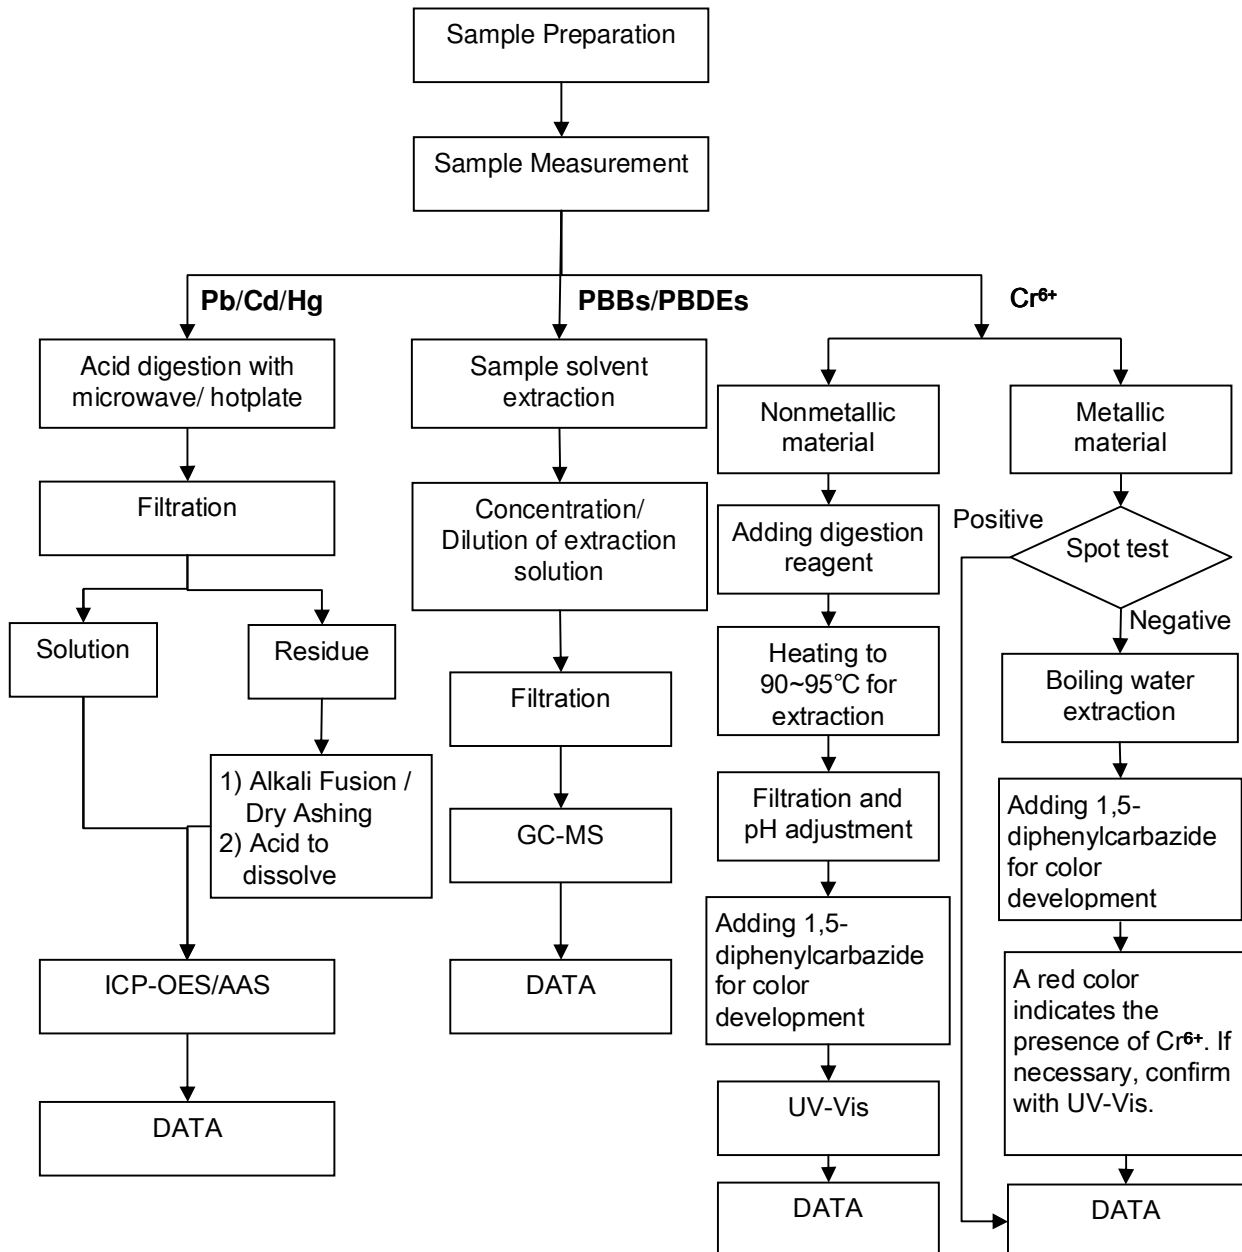 Sample Preparation
Sample Measurement
Pb/Cd/Hg
PBBs/PBDEs
Cr⁶⁺
Acid digestion with
microwave/ hotplate
Filtration
Solution
Residue
1) Alkali Fusion /
Dry Ashing
2) Acid to
dissolve
ICP-OES/AAS
DATA
Sample solvent
extraction
Concentration/
Dilution of extraction
solution
Filtration
GC-MS
DATA
Nonmetallic
material
Adding digestion
reagent
Heating to
90~95℃ for
extraction
Filtration and
pH adjustment
Adding 1,5-
diphenylcarbazide
for color
development
UV-Vis
DATA
Metallic
material
Positive
Spot test
Negative
Boiling water
extraction
Adding 1,5-
diphenylcarbazide
for color
development
A red color
indicates the
presence of Cr⁶⁺. If
necessary, confirm
with UV-Vis.
DATA